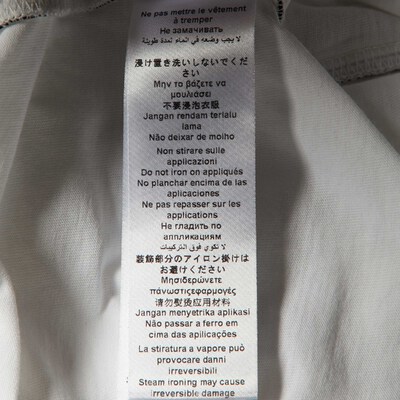 Ne pas mettre le vêtement
à tremper
Не замачивать
لا يجب وضعه في الماء لمدة طويلة
浸け置き洗いしないでくだ
さい
Μην το βάζετε να
μουλιάσει
不要浸泡衣服
Jangan rendam terlalu
lama
Não deixar de molho
Non stirare sulle
applicazioni
Do not iron on appliqués
No planchar encima de las
aplicaciones
Ne pas repasser sur les
applications
Не гладить по
аппликациям
لا تكوي فوق التركيبات
装飾部分のアイロン掛けは
お避けください
Μησιδερώνετε
πάνωστιςεφαρμογές
请勿熨烫应用材料
Jangan menyetrika aplikasi
Não passar a ferro em
cima das aplicações
La stiratura a vapore può
provocare danni
irreversibili
Steam ironing may cause
irreversible damage